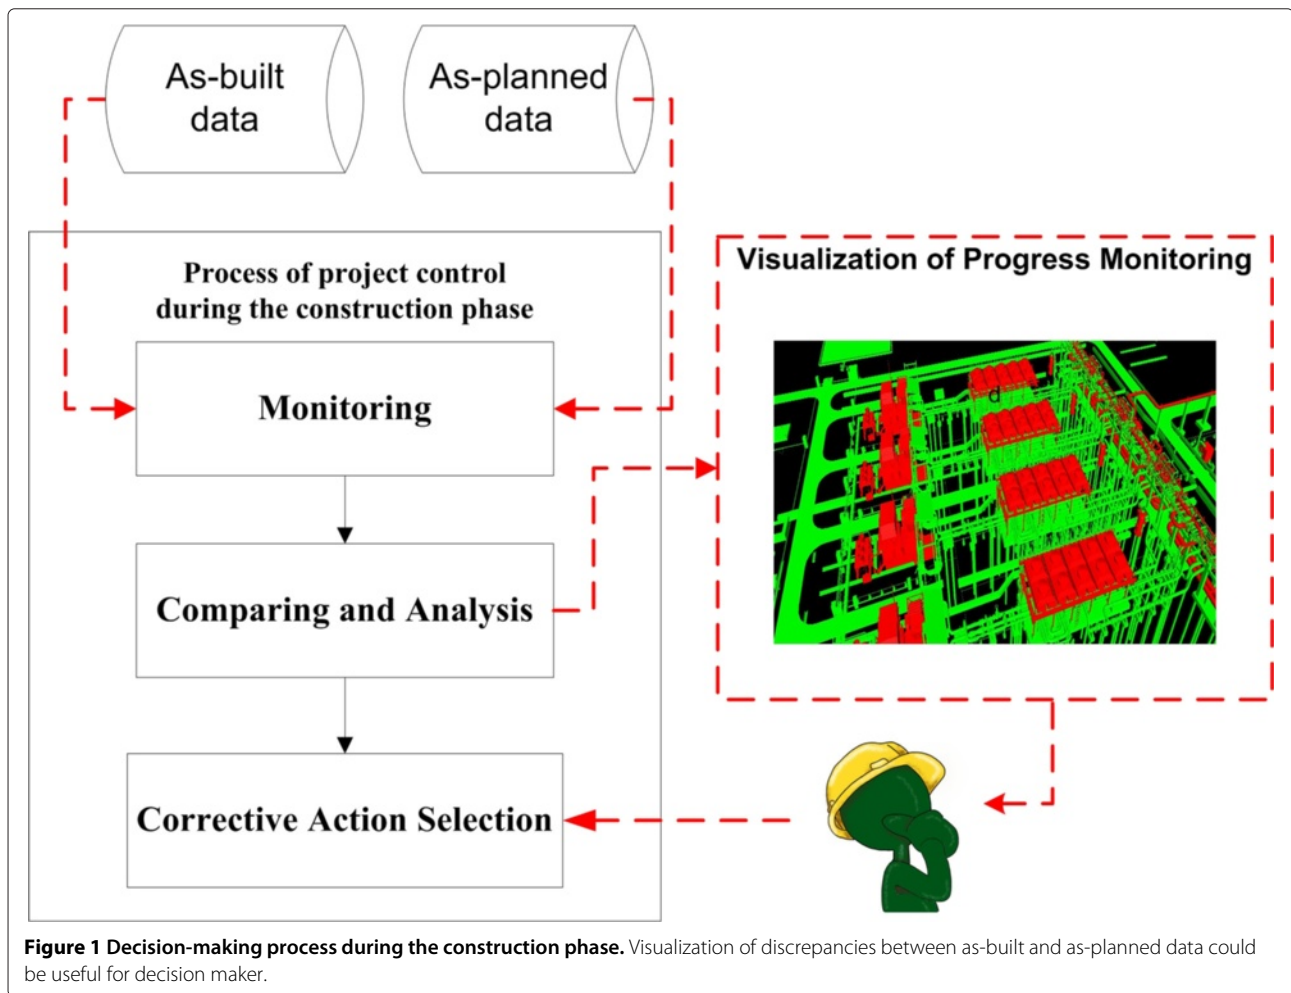 As-built
data
As-planned
data
Process of project control
during the construction phase
Monitoring
Comparing and Analysis
Corrective Action Selection
Visualization of Progress Monitoring
d
Figure 1 Decision-making process during the construction phase. Visualization of discrepancies between as-built and as-planned data could
be useful for decision maker.